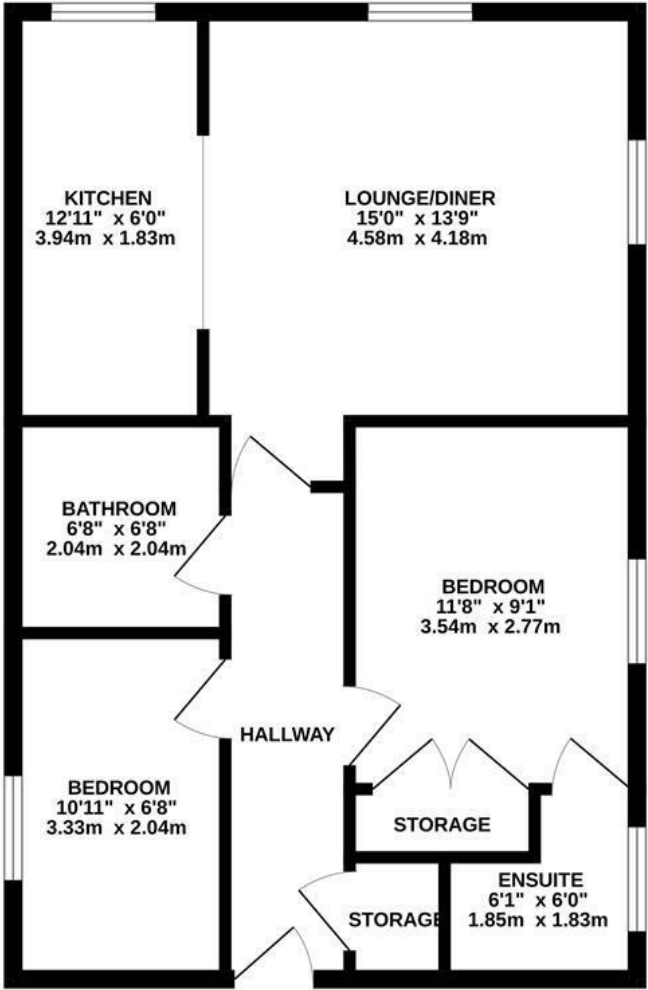 KITCHEN
12'11" x 6'0"
3.94m x 1.83m
LOUNGE/DINER
15'0" x 13'9"
4.58m x 4.18m
BATHROOM
6'8" x 6'8"
2.04m x 2.04m
BEDROOM
11'8" x 9'1"
3.54m x 2.77m
HALLWAY
BEDROOM
10'11" x 6'8"
3.33m x 2.04m
STORAGE
STORAGE
ENSUITE
6'1" x 6'0"
1.85m x 1.83m